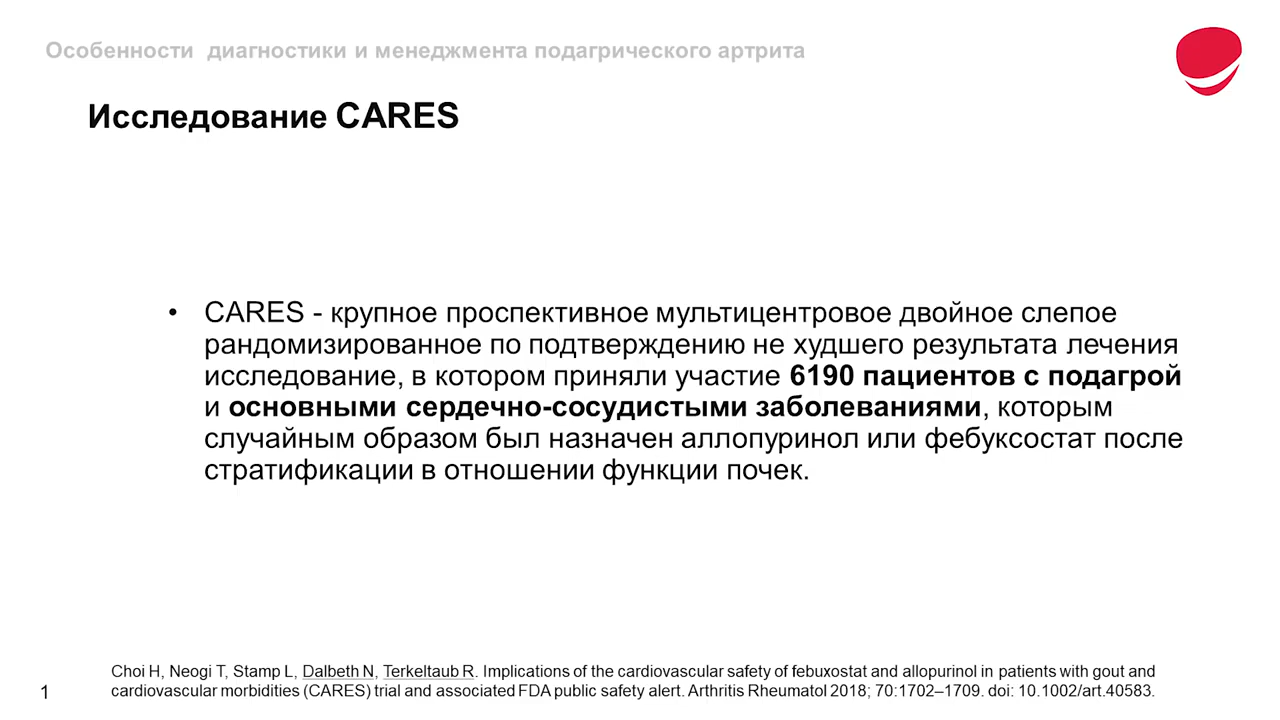 Особенности диагностики и менеджмента подагрического артрита
Исследование CARES
• CARES - крупное проспективное мультицентровое двойное слепое
рандомизированное по подтверждению не худшего результата лечения
исследование, в котором приняли участие 6190 пациентов с подагрой
и основными сердечно-сосудистыми заболеваниями, которым
случайным образом был назначен аллопуринол или фебуксостат после
стратификации в отношении функции почек.
Choi H, Neogi T, Stamp L, Dalbeth N, Terkeltaub R. Implications of the cardiovascular safety of febuxostat and allopurinol in patients with gout and
cardiovascular morbidities (CARES) trial and associated FDA public safety alert. Arthritis Rheumatol 2018; 70:1702–1709. doi: 10.1002/art.40583.
1